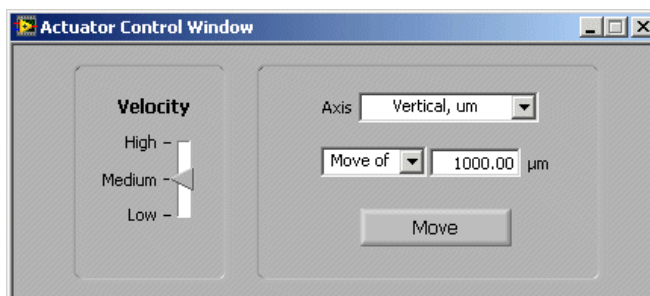 Actuator Control Window
Velocity
High
Medium
Low
Axis Vertical, um
Move of 1000.00 µm
Move